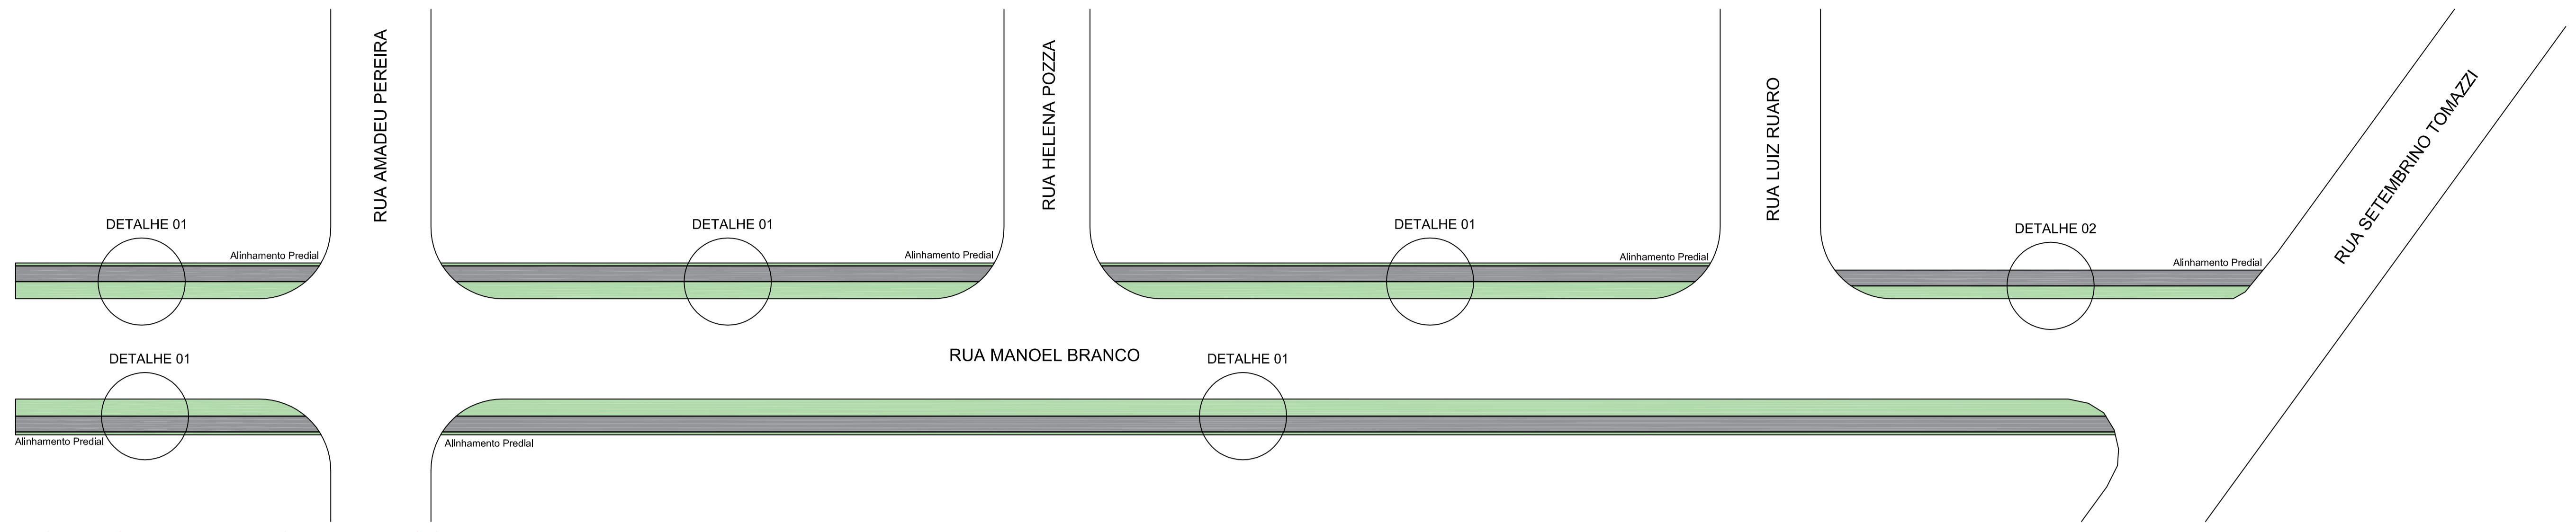 RUA AMADEU PEREIRA
RUA HELENA POZZA
RUA LUIZ RUARO
RUA SETEMBRINO TOMAZZI
DETALHE 01
DETALHE 01
DETALHE 01
DETALHE 02
Alinhamento Predial
Alinhamento Predial
Alinhamento Predial
Alinhamento Predial
RUA MANOEL BRANCO
DETALHE 01
DETALHE 01
Alinhamento Predial
Alinhamento Predial